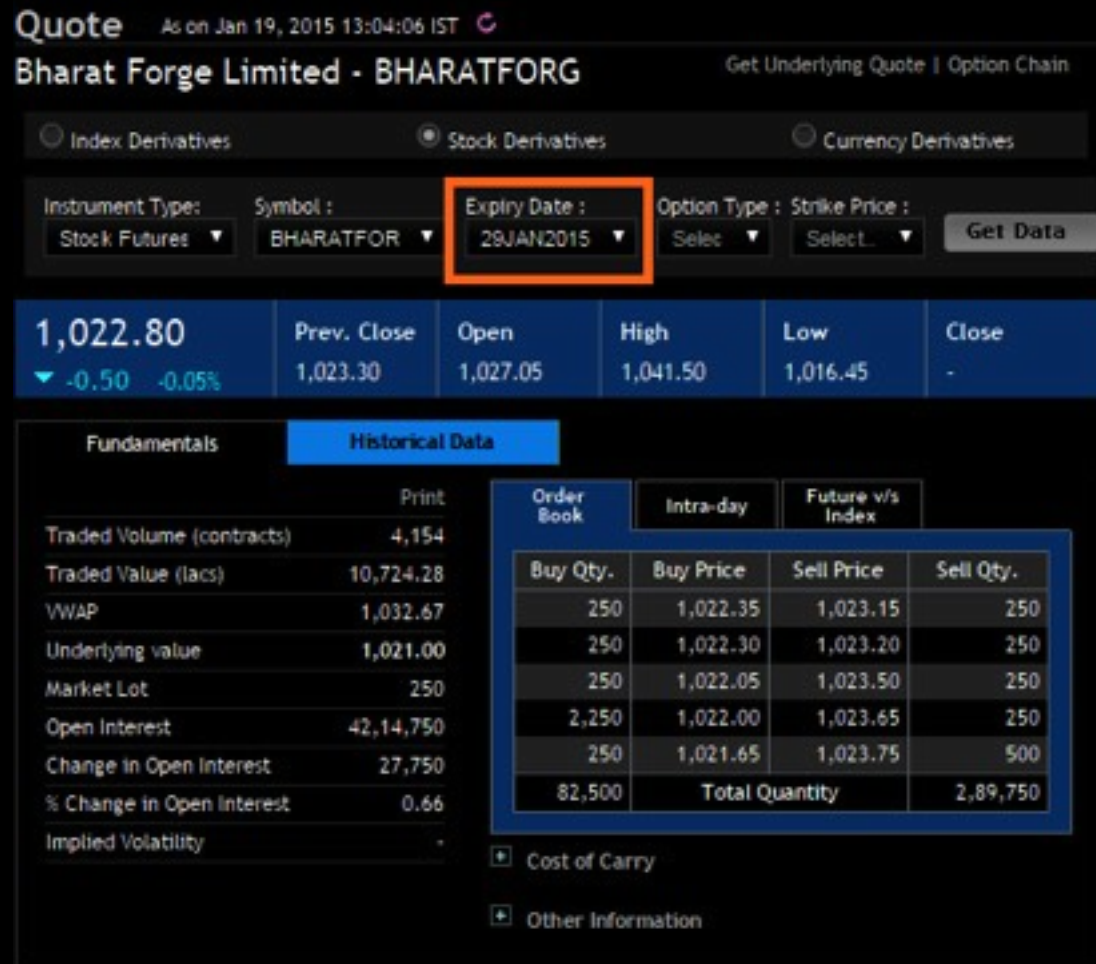 Quote As on Jan 19, 2015 13:04:06 IST
Bharat Forge Limited - BHARATFORG Get Underlying Quote | Option Chain
Index Derivatives Stock Derivatives Currency Derivatives
Instrument Type: Symbol : Expiry Date : Option Type : Strike Price :
Stock Futures BHARATFOR 29JAN2015 Selec Select.. Get Data
1,022.80 Prev. Close Open High Low Close
-0.50 -0.05% 1,023.30 1,027.05 1,041.50 1,016.45 -
Fundamentals Historical Data
Print
Traded Volume (contracts) 4,154
Traded Value (lacs) 10,724.28
VWAP 1,032.67
Underlying value 1,021.00
Market Lot 250
Open Interest 42,14,750
Change in Open Interest 27,750
% Change in Open Interest 0.66
Implied Volatility -
Order Book Intra-day Future v/s Index
Buy Qty. Buy Price Sell Price Sell Qty.
250 1,022.35 1,023.15 250
250 1,022.30 1,023.20 250
250 1,022.05 1,023.50 250
2,250 1,022.00 1,023.65 250
250 1,021.65 1,023.75 500
82,500 Total Quantity 2,89,750
Cost of Carry
Other Information